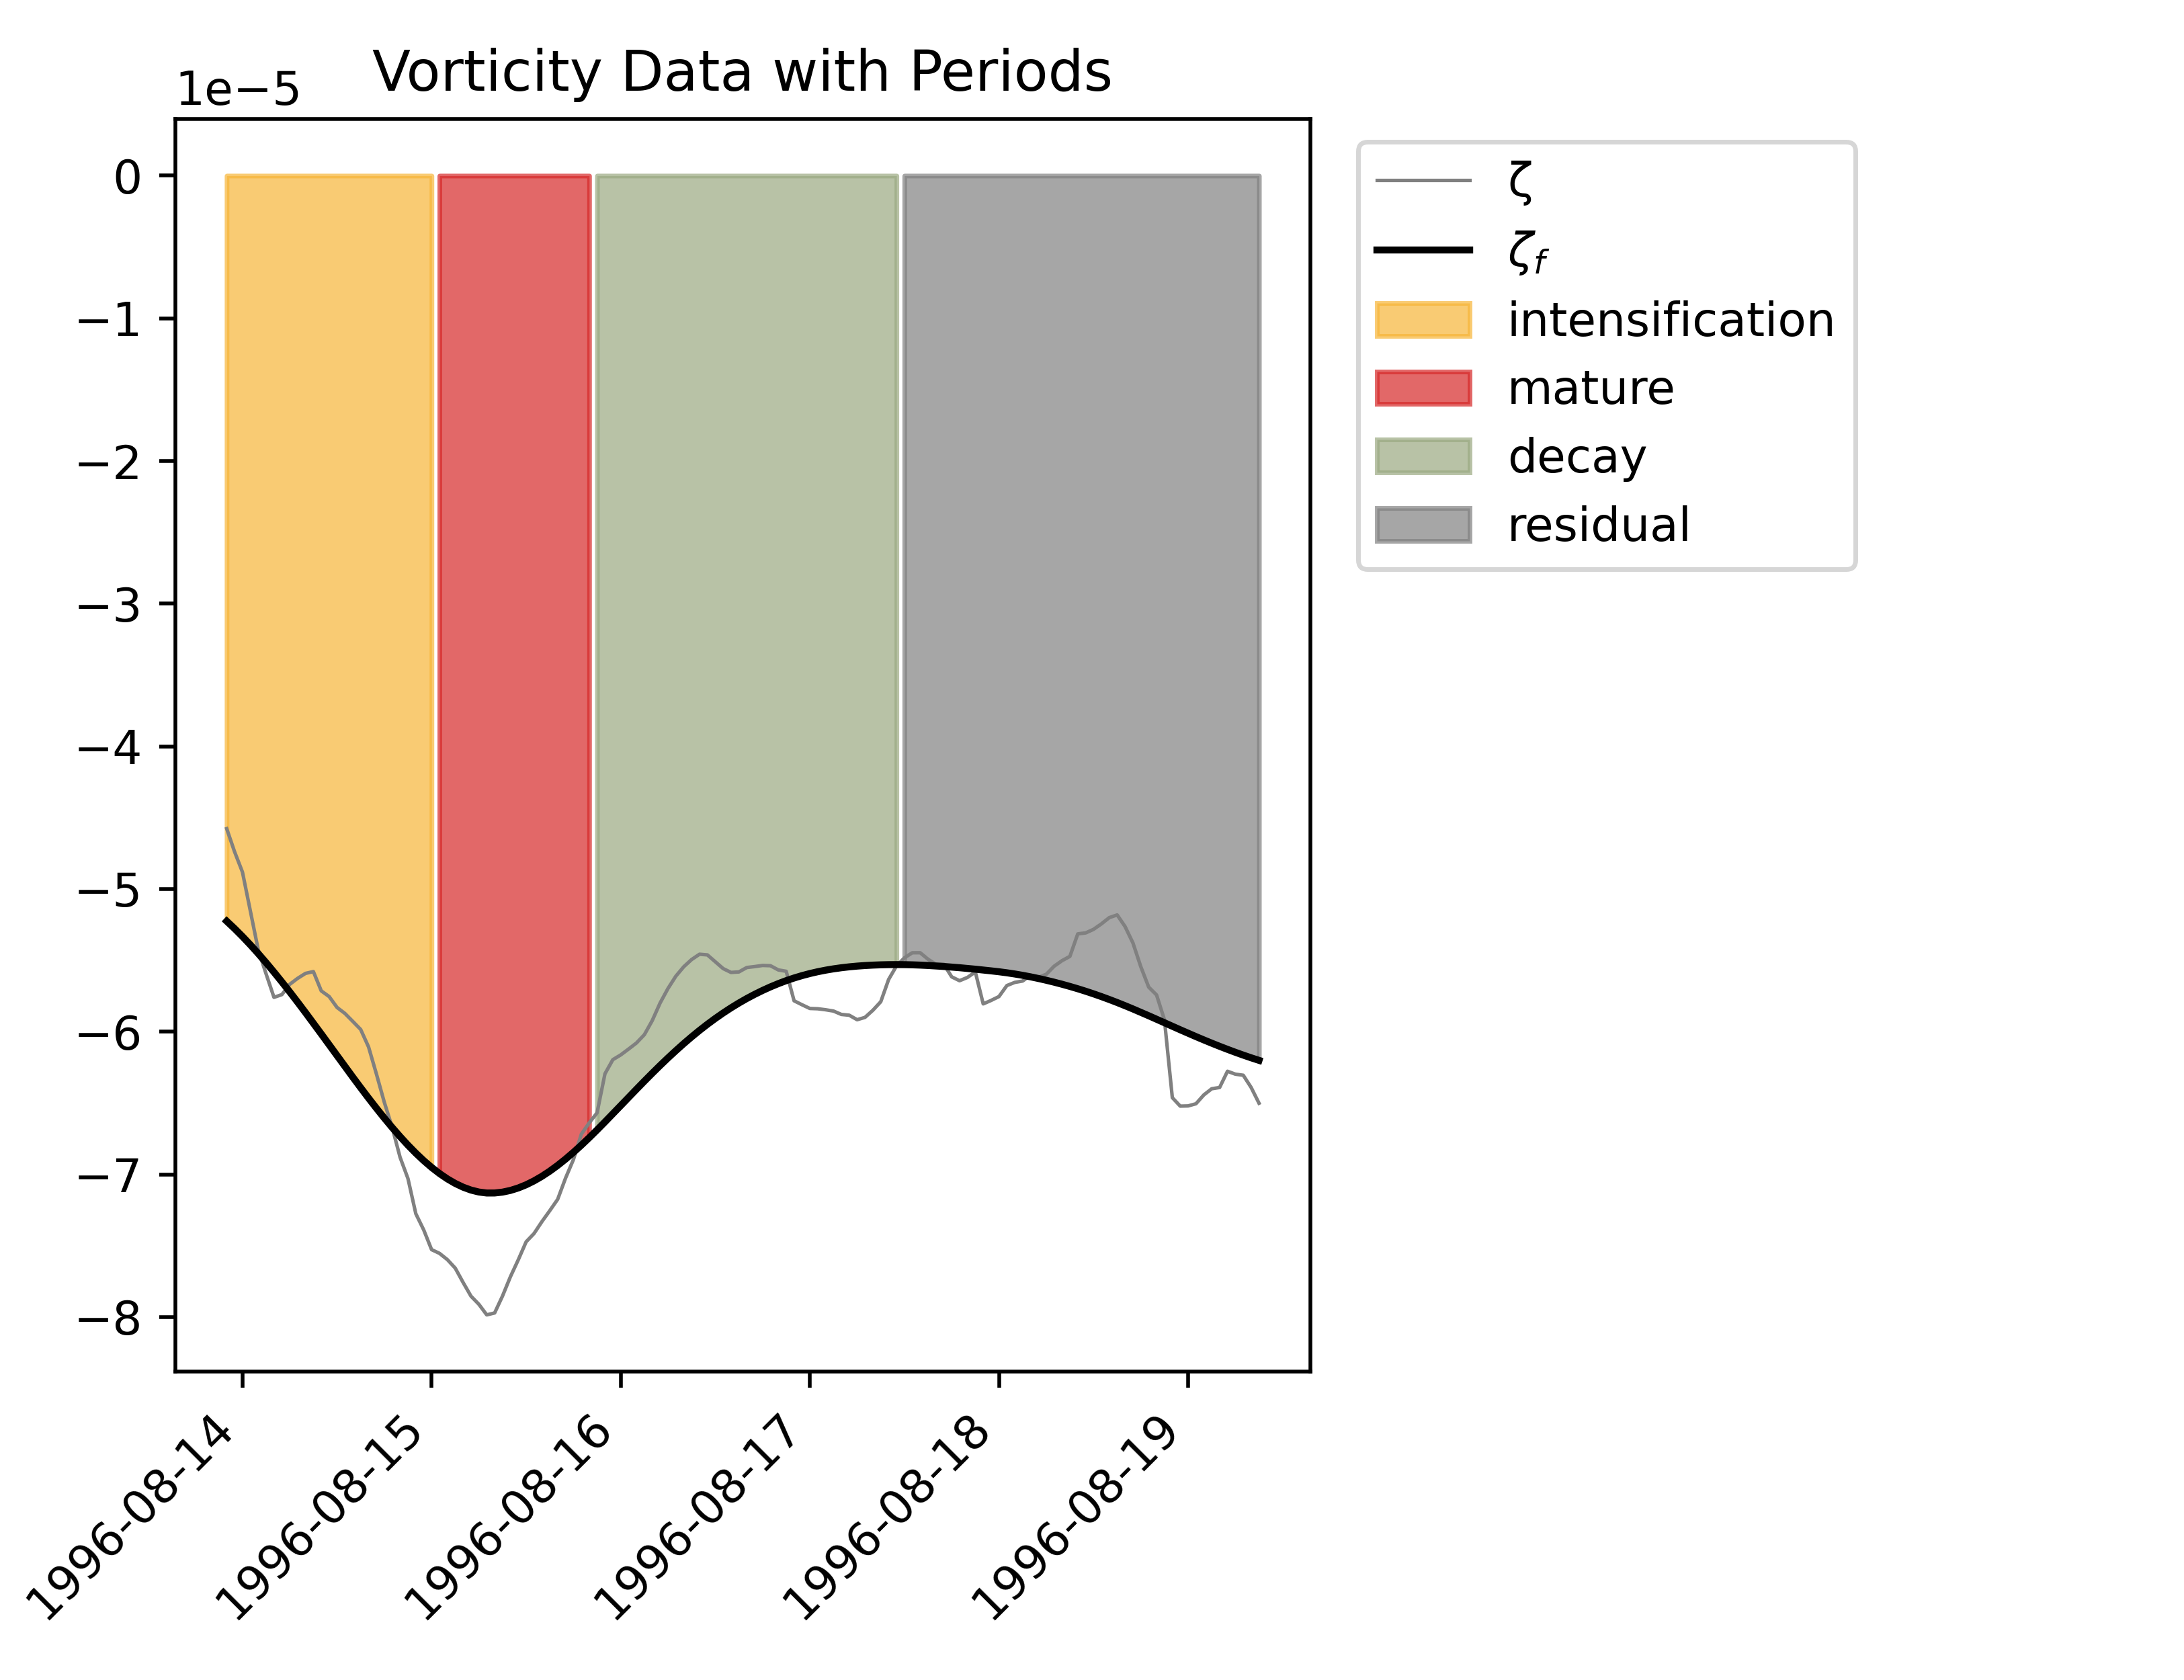 Vorticity Data with Periods
1e−5
0
−1
−2
−3
−4
−5
−6
−7
−8
1996-08-14
1996-08-15
1996-08-16
1996-08-17
1996-08-18
1996-08-19
ζ
ζf
intensification
mature
decay
residual